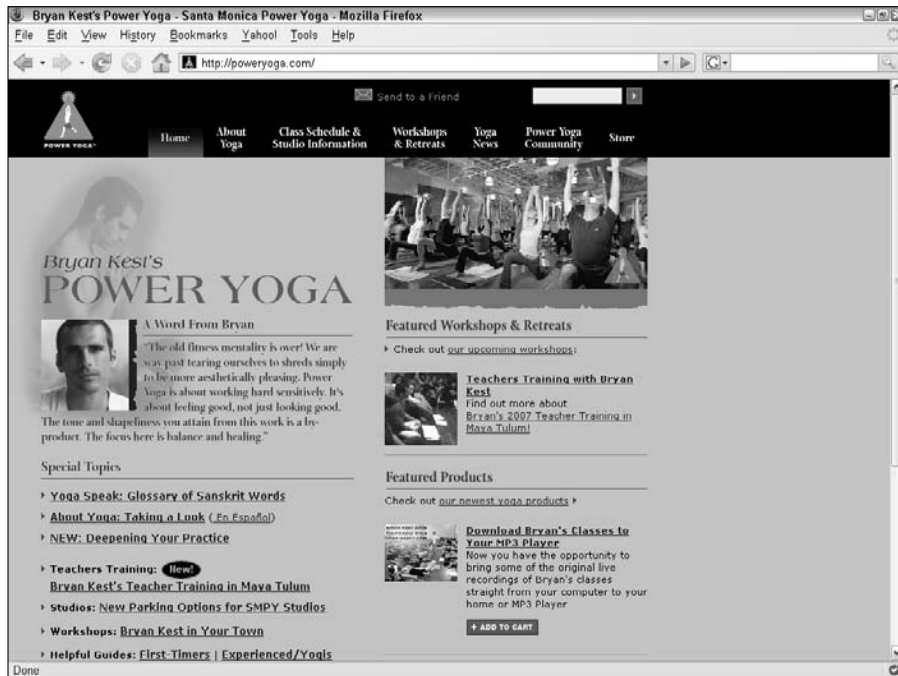 Bryan Kest's Power Yoga - Santa Monica Power Yoga - Mozilla Firefox
File Edit View History Bookmarks Yahoo! Tools Help
http://poweryoga.com/
G
Send to a Friend
POWER YOGA™
Home
About
Yoga
Class Schedule &
Studio Information
Workshops
& Retreats
Yoga
News
Power Yoga
Community
Store
Bryan Kest's
POWER YOGA
A Word From Bryan
"The old fitness mentality is over! We are
way past tearing ourselves to shreds simply
to be more aesthetically pleasing. Power
Yoga is about working hard sensitively. It's
about feeling good, not just looking good.
The tone and shapeliness you attain from this work is a by-
product. The focus here is balance and healing."
Special Topics
Yoga Speak: Glossary of Sanskrit Words
About Yoga: Taking a Look ( En Español)
NEW: Deepening Your Practice
Teachers Training: New!
Bryan Kest's Teacher Training in Maya Tulum
Studios: New Parking Options for SMPY Studios
Workshops: Bryan Kest in Your Town
Helpful Guides: First-Timers | Experienced/Yogis
Featured Workshops & Retreats
Check out our upcoming workshops:
Teachers Training with Bryan
Kest
Find out more about
Bryan's 2007 Teacher Training in
Maya Tulum!
Featured Products
Check out our newest yoga products
Download Bryan's Classes to
Your MP3 Player
Now you have the opportunity to
bring some of the original live
recordings of Bryan's classes
straight from your computer to your
home or MP3 Player
+ ADD TO CART
Done